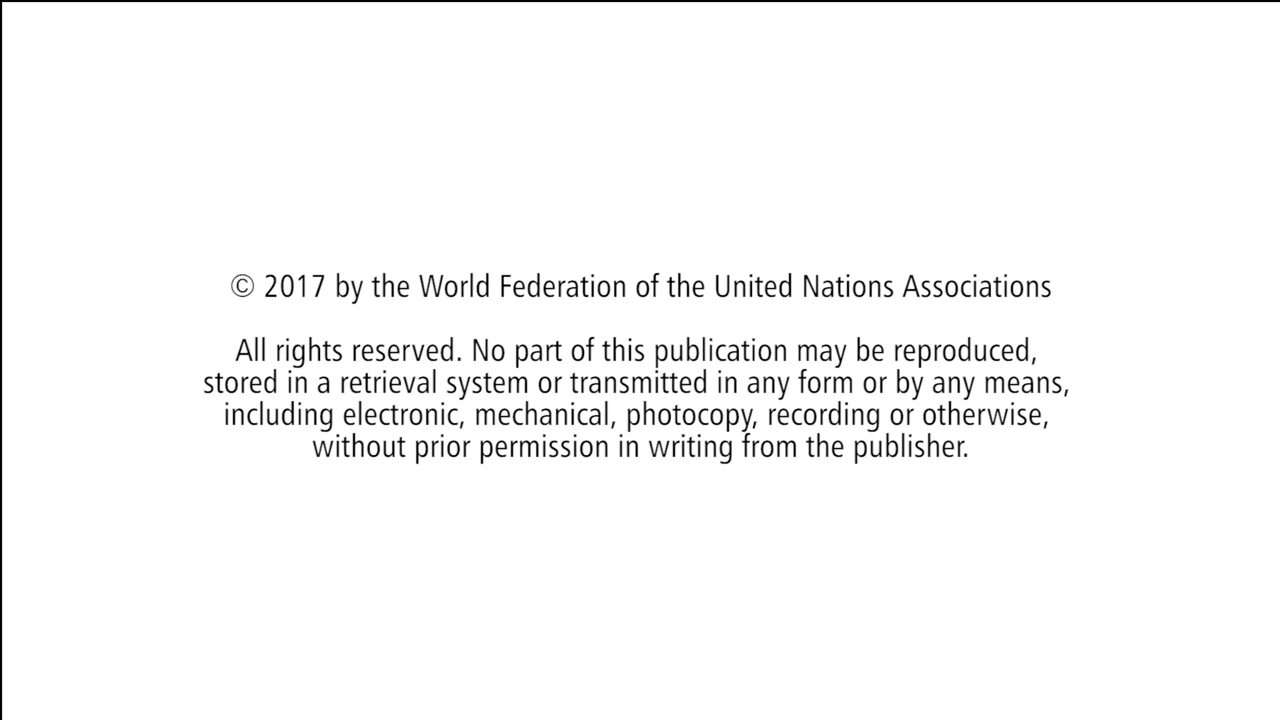 © 2017 by the World Federation of the United Nations Associations
All rights reserved. No part of this publication may be reproduced,
stored in a retrieval system or transmitted in any form or by any means,
including electronic, mechanical, photocopy, recording or otherwise,
without prior permission in writing from the publisher.